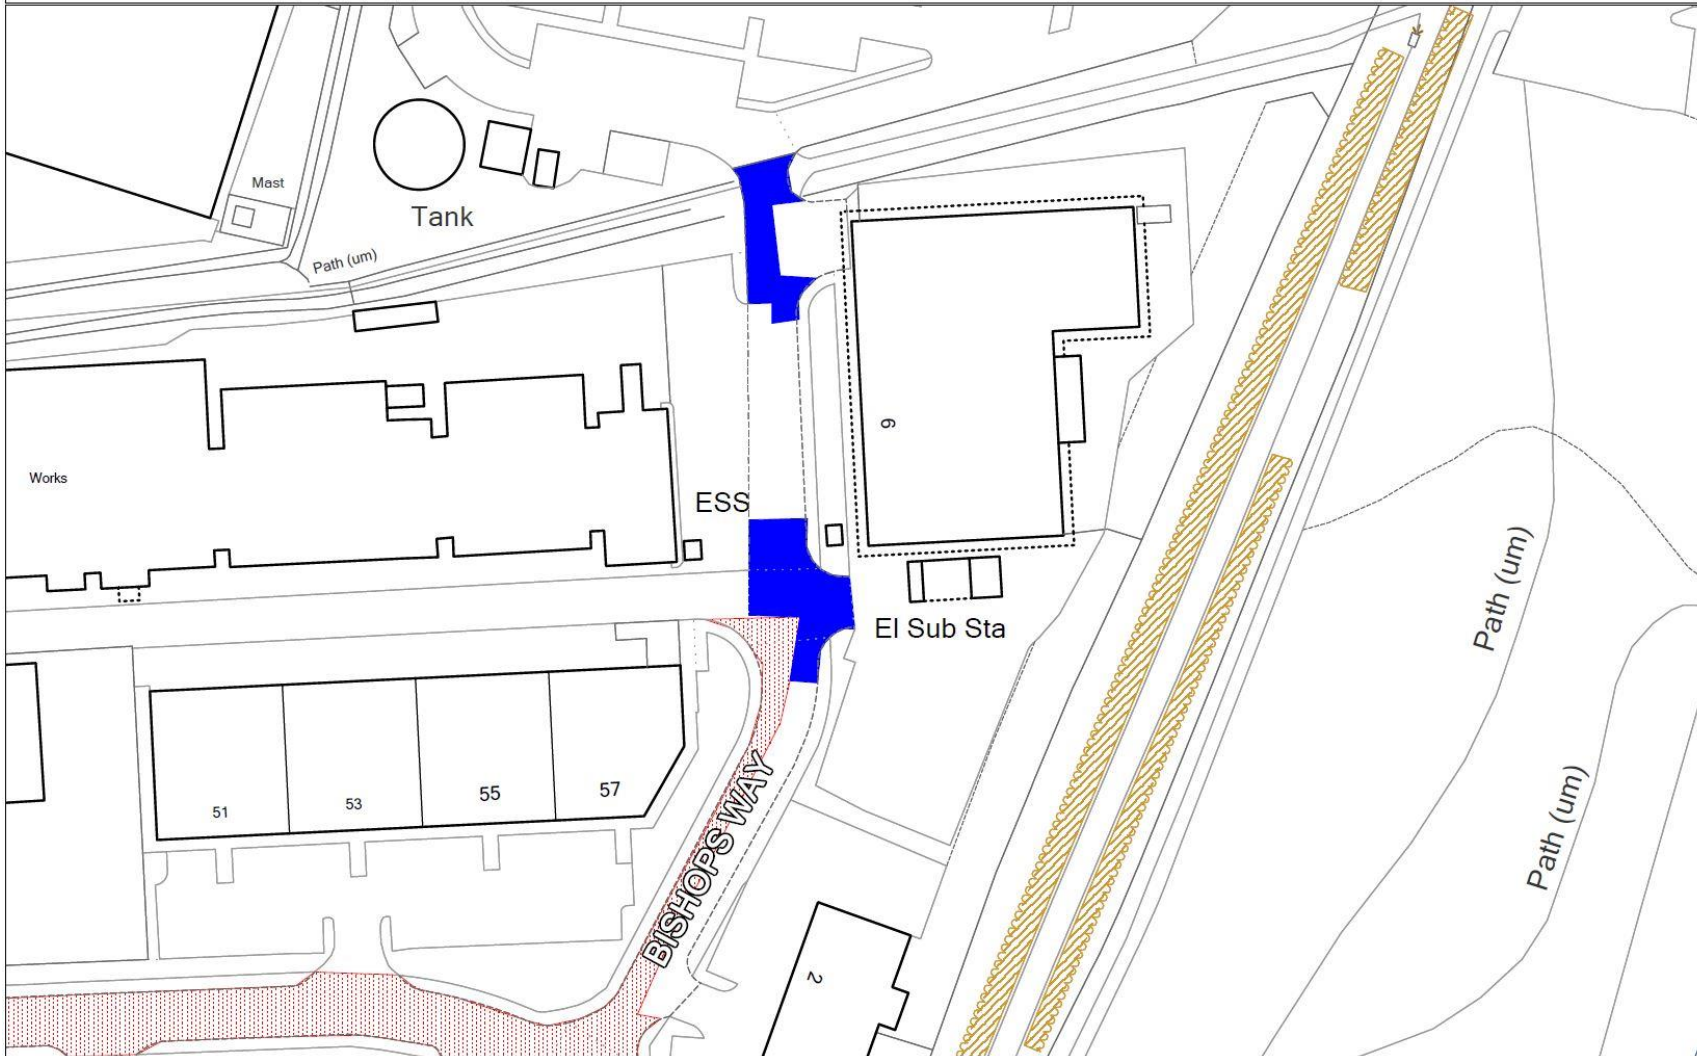 Mast
Tank
Path (um)
6
Works
ESS
El Sub Sta
Path (um)
51
53
55
57
BISHOPS WAY
Path (um)
2